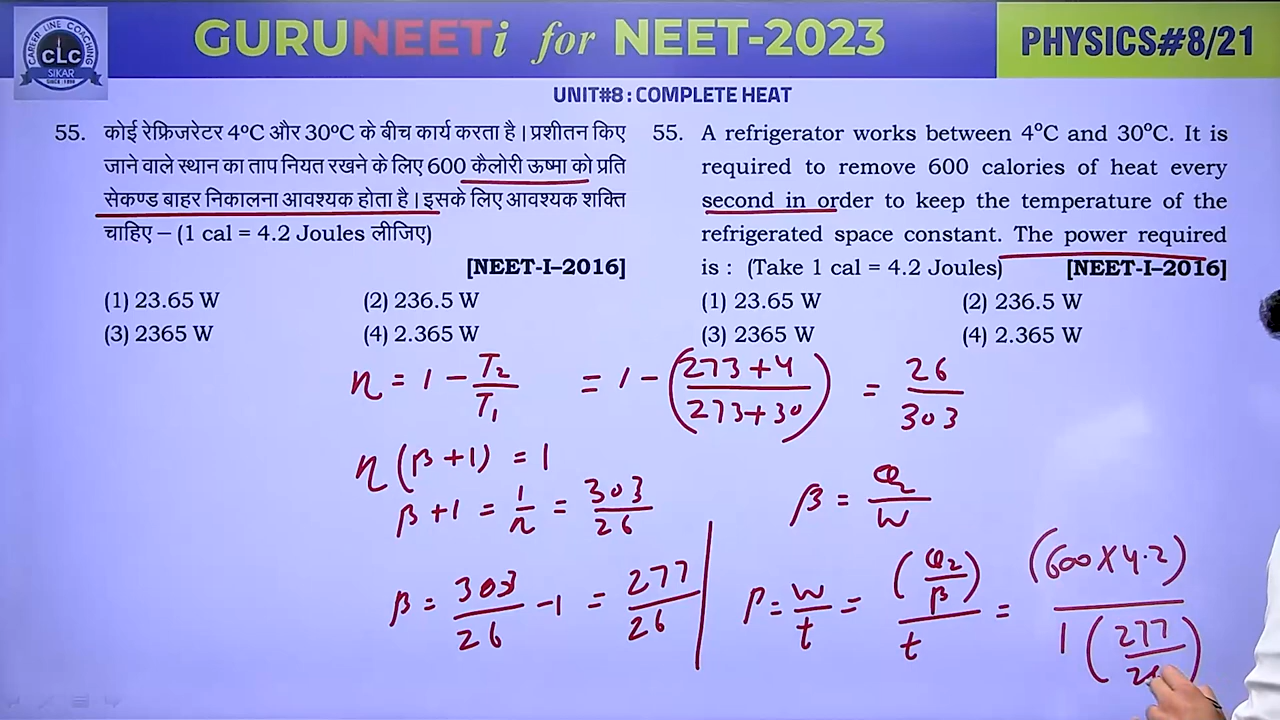 CAREER LINE COACHING
CLC
SIKAR
SINCE : 1996
GURUNEETi for NEET-2023
PHYSICS#8/21
UNIT#8 : COMPLETE HEAT
55. कोई रेफ्रिजरेटर 4ºC और 30ºC के बीच कार्य करता है। प्रशीतन किए
जाने वाले स्थान का ताप नियत रखने के लिए 600 कैलोरी ऊष्मा को प्रति
सेकण्ड बाहर निकालना आवश्यक होता है। इसके लिए आवश्यक शक्ति
चाहिए – (1 cal = 4.2 Joules लीजिए)
[NEET-I–2016]
(1) 23.65 W (2) 236.5 W
(3) 2365 W (4) 2.365 W
55. A refrigerator works between 4ºC and 30ºC. It is
required to remove 600 calories of heat every
second in order to keep the temperature of the
refrigerated space constant. The power required
is : (Take 1 cal = 4.2 Joules) [NEET-I–2016]
(1) 23.65 W (2) 236.5 W
(3) 2365 W (4) 2.365 W
η = 1 - T₂/T₁ = 1 - (273+4/273+30) = 26/303
η (β+1) = 1
β+1 = 1/η = 303/26
β = 303/26 -1 = 277/26
β = Q₂/W
P = W/t = (Q₂/β)/t = (600×4.2)/1(277/26)